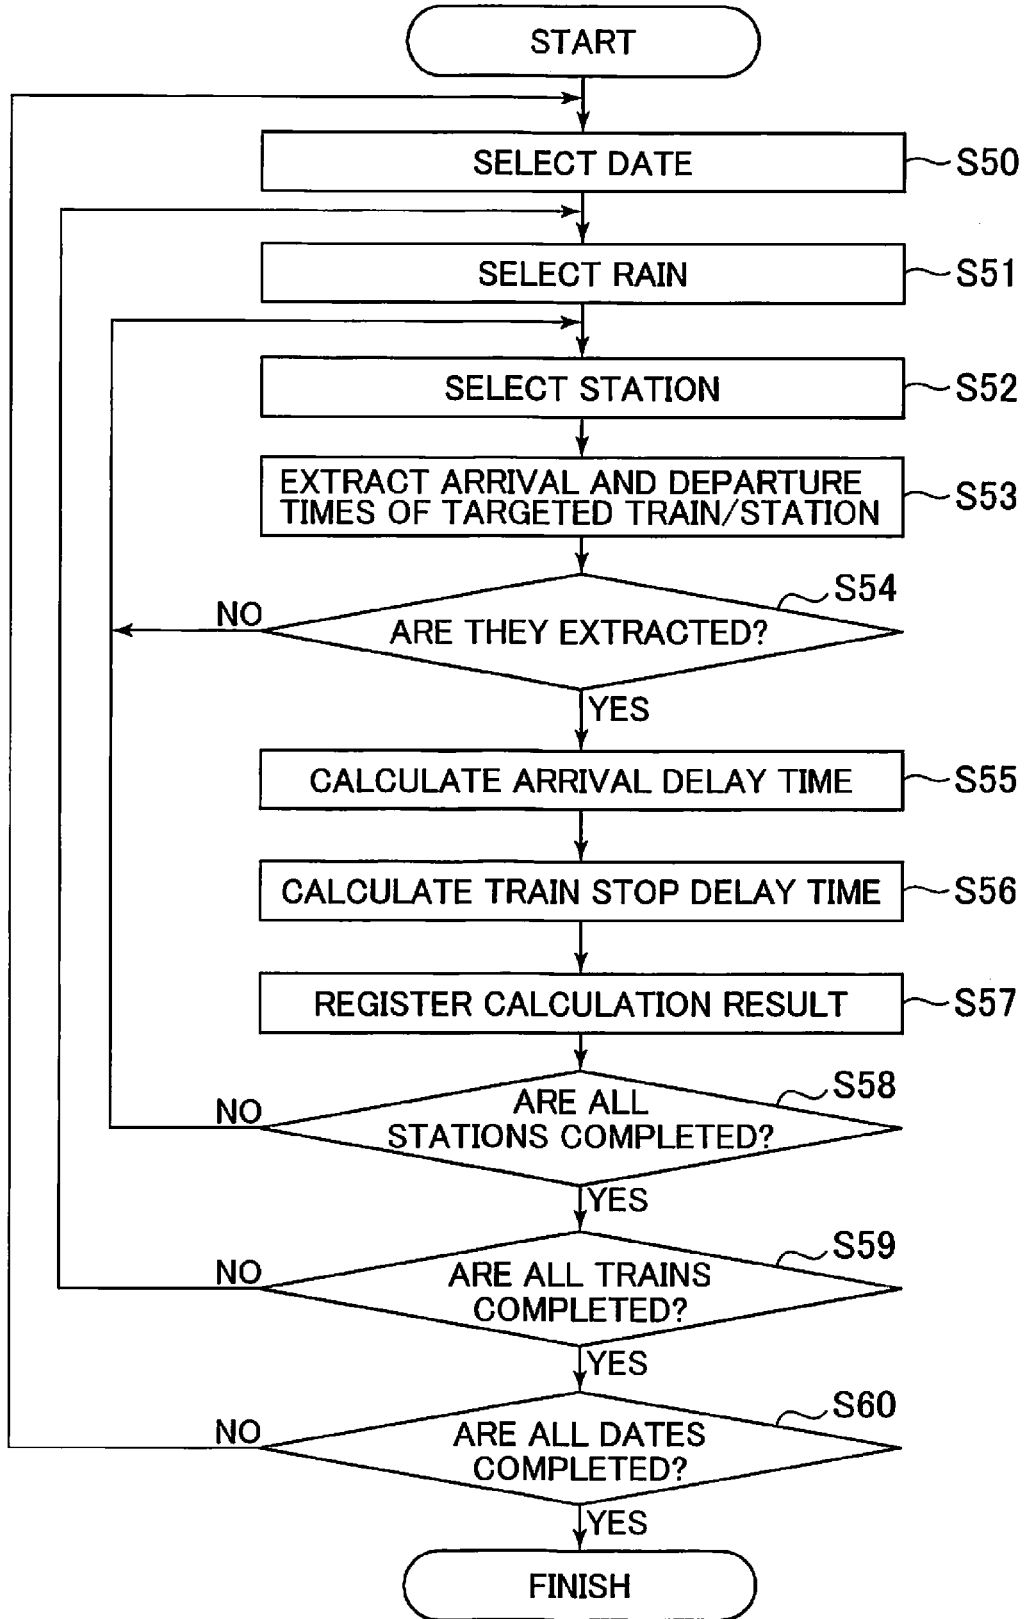 START
SELECT DATE
S50
SELECT RAIN
S51
SELECT STATION
S52
EXTRACT ARRIVAL AND DEPARTURE
TIMES OF TARGETED TRAIN/STATION
S53
S54
NO
ARE THEY EXTRACTED?
YES
CALCULATE ARRIVAL DELAY TIME
S55
CALCULATE TRAIN STOP DELAY TIME
S56
REGISTER CALCULATION RESULT
S57
S58
NO
ARE ALL
STATIONS COMPLETED?
YES
S59
NO
ARE ALL TRAINS
COMPLETED?
YES
S60
NO
ARE ALL DATES
COMPLETED?
YES
FINISH